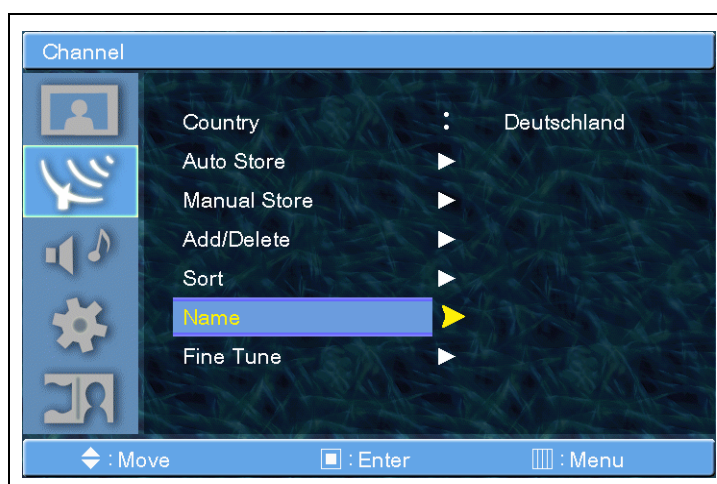 Channel
Country : Deutschland
Auto Store
Manual Store
Add/Delete
Sort
Name
Fine Tune
: Move : Enter : Menu